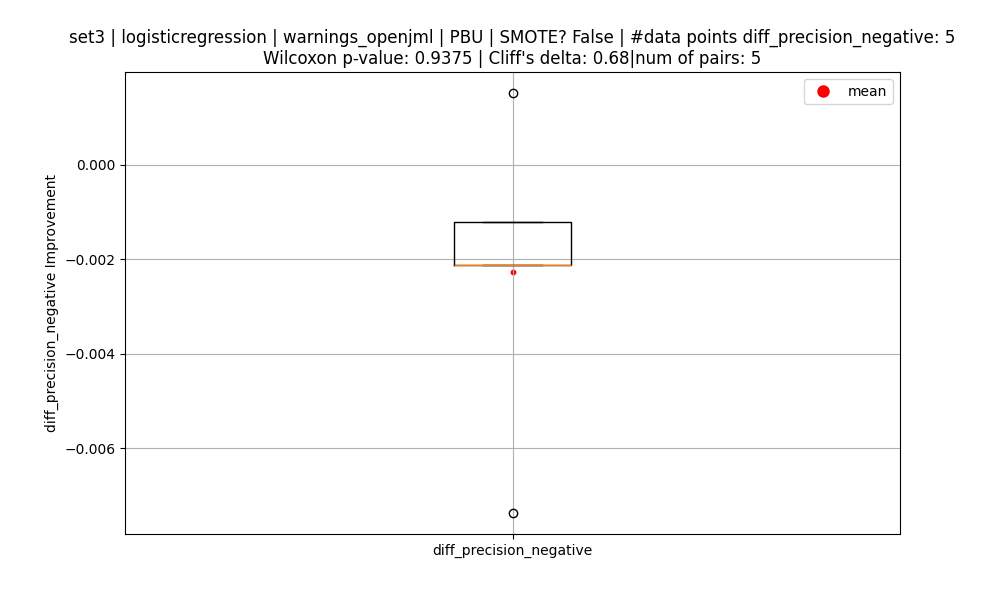 set3 | logisticregression | warnings_openjml | PBU | SMOTE? False | #data points diff_precision_negative: 5
Wilcoxon p-value: 0.9375 | Cliff's delta: 0.68|num of pairs: 5
mean
0.000
−0.002
−0.004
−0.006
diff_precision_negative Improvement
diff_precision_negative